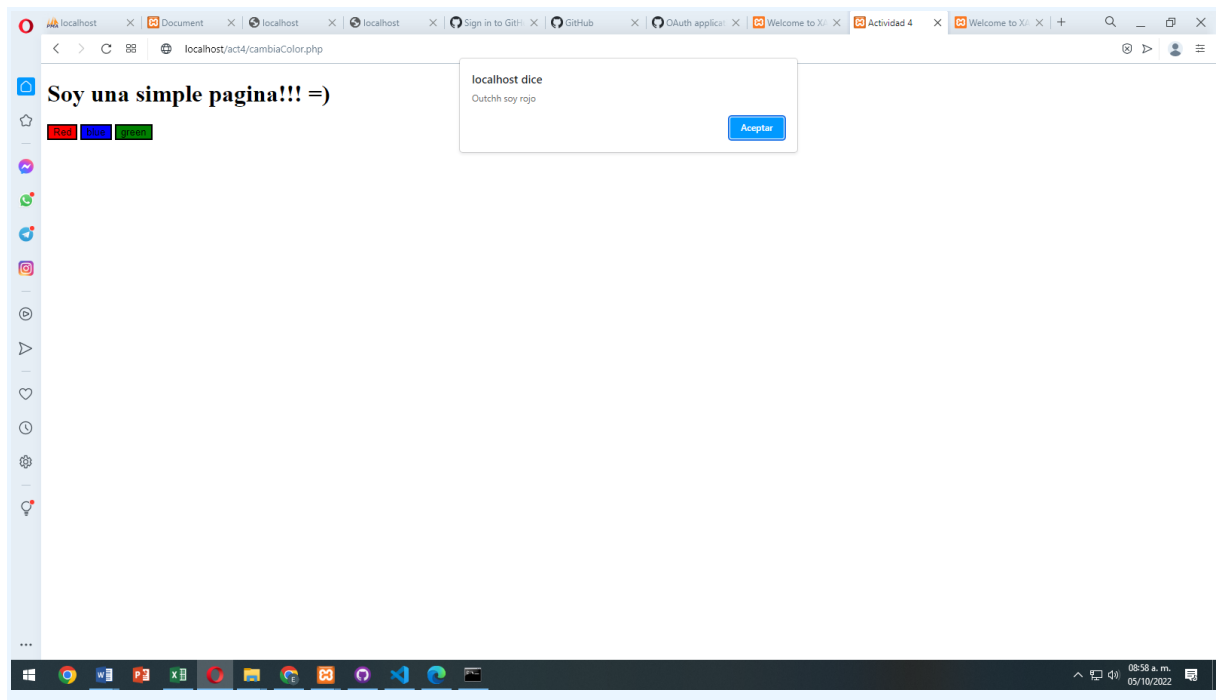 localhost Document localhost localhost Sign in to GitH GitHub OAuth applicat Welcome to XA Actividad 4 Welcome to XA
localhost/act4/cambiaColor.php
localhost dice
Outchh soy rojo
Aceptar
Soy una simple pagina!!! =)
Red blue green
08:58 a. m.
05/10/2022